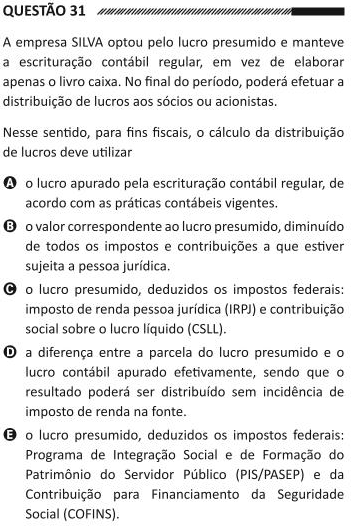 QUESTÃO 31
A empresa SILVA optou pelo lucro presumido e manteve
a escrituração contábil regular, em vez de elaborar
apenas o livro caixa. No final do período, poderá efetuar a
distribuição de lucros aos sócios ou acionistas.
Nesse sentido, para fins fiscais, o cálculo da distribuição
de lucros deve utilizar
A o lucro apurado pela escrituração contábil regular, de
acordo com as práticas contábeis vigentes.
B o valor correspondente ao lucro presumido, diminuído
de todos os impostos e contribuições a que estiver
sujeita a pessoa jurídica.
C o lucro presumido, deduzidos os impostos federais:
imposto de renda pessoa jurídica (IRPJ) e contribuição
social sobre o lucro líquido (CSLL).
D a diferença entre a parcela do lucro presumido e o
lucro contábil apurado efetivamente, sendo que o
resultado poderá ser distribuído sem incidência de
imposto de renda na fonte.
E o lucro presumido, deduzidos os impostos federais:
Programa de Integração Social e de Formação do
Patrimônio do Servidor Público (PIS/PASEP) e da
Contribuição para Financiamento da Seguridade
Social (COFINS).